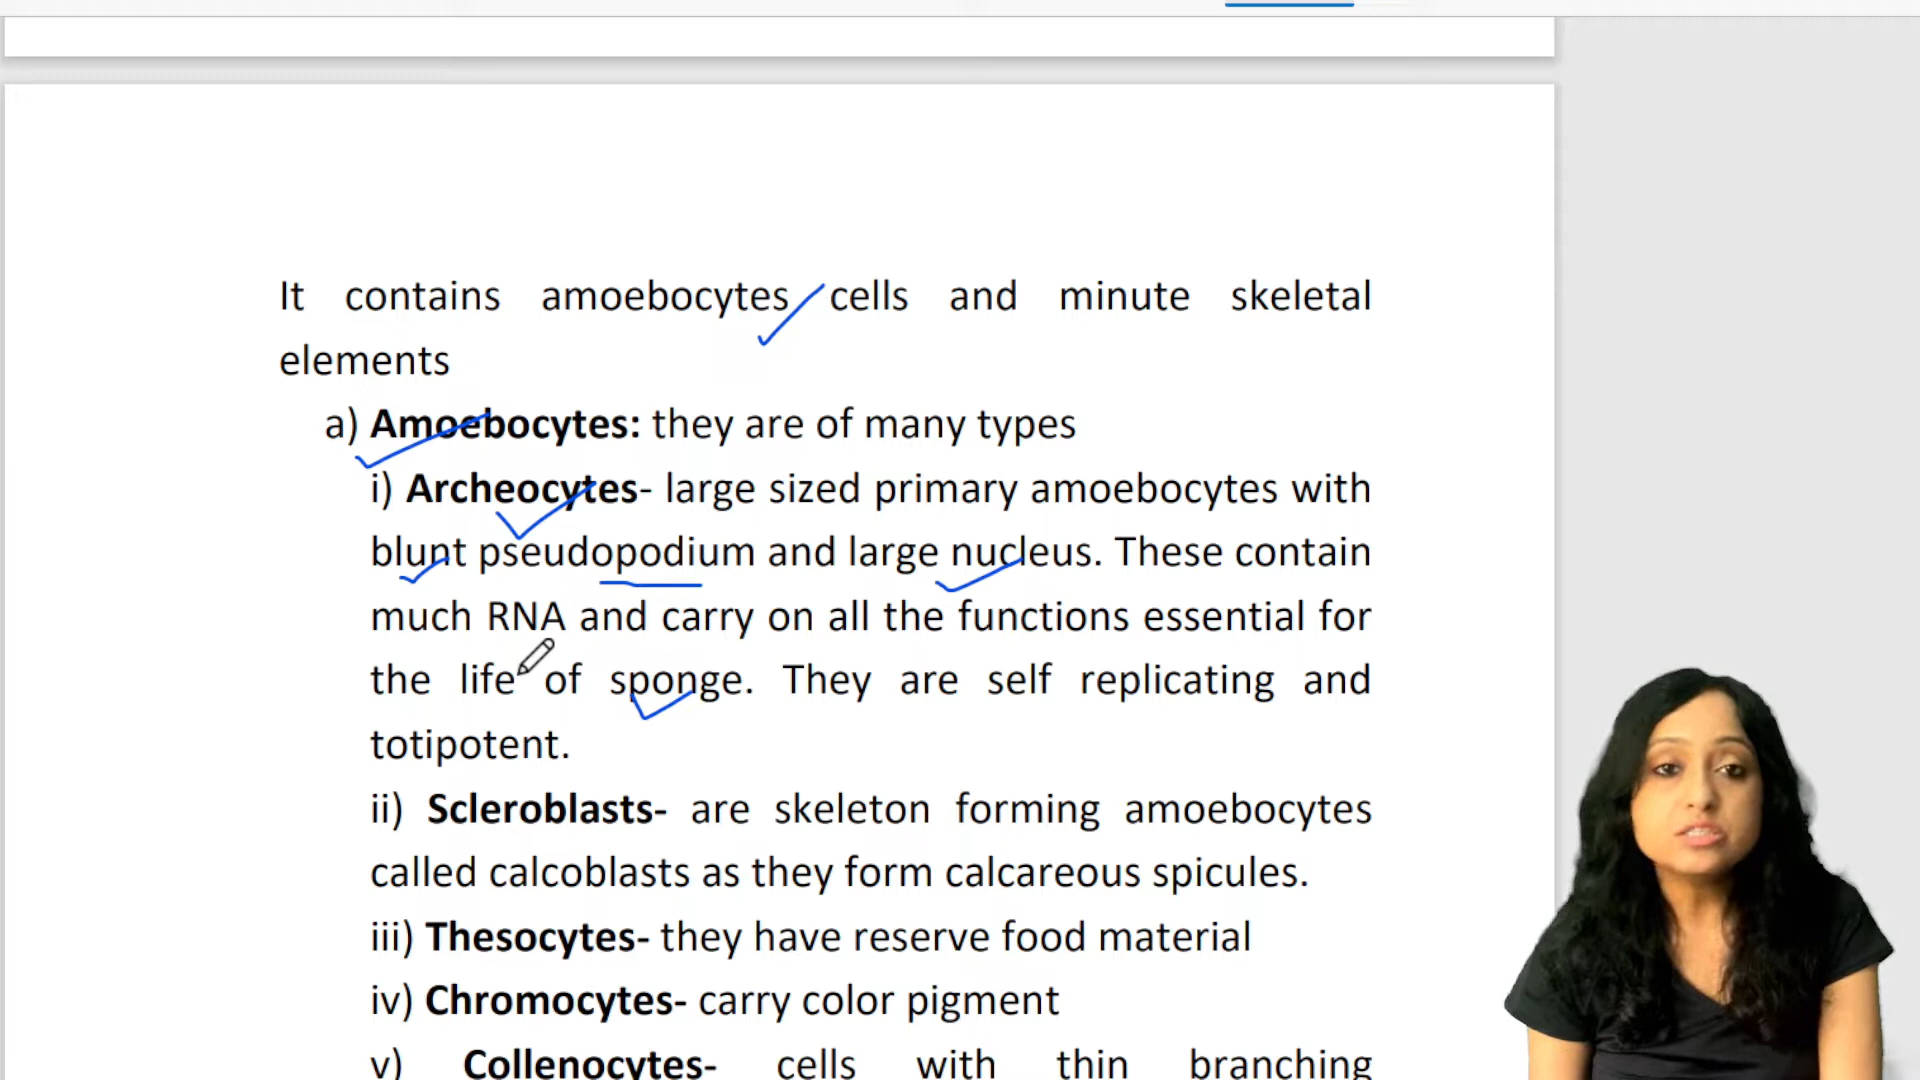 It contains amoebocytes cells and minute skeletal
elements
a) Amoebocytes: they are of many types
i) Archeocytes- large sized primary amoebocytes with
blunt pseudopodium and large nucleus. These contain
much RNA and carry on all the functions essential for
the life of sponge. They are self replicating and
totipotent.
ii) Scleroblasts- are skeleton forming amoebocytes
called calcoblasts as they form calcareous spicules.
iii) Thesocytes- they have reserve food material
iv) Chromocytes- carry color pigment
v) Collenocytes- cells with thin branching